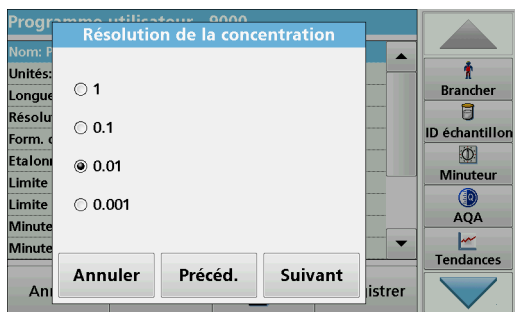 Programme utilisateur 9000
Résolution de la concentration
Nom: P
Unités:
Longue
Résolu
Form. d
Etalon
Limite
Limite
Minute
Minute
1
0.1
0.01
0.001
Annuler
Précéd.
Suivant
An
istrer
Brancher
ID échantillon
Minuteur
AQA
Tendances